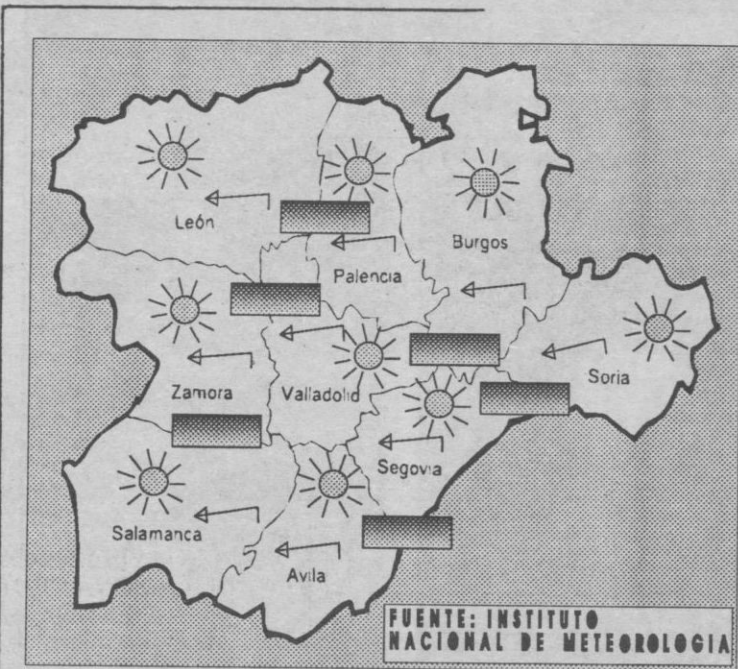 León
Palencia
Burgos
Zamora
Valladolid
Soria
Segovia
Salamanca
Avila
FUENTE: INSTITUTO
NACIONAL DE METEOROLOGIA